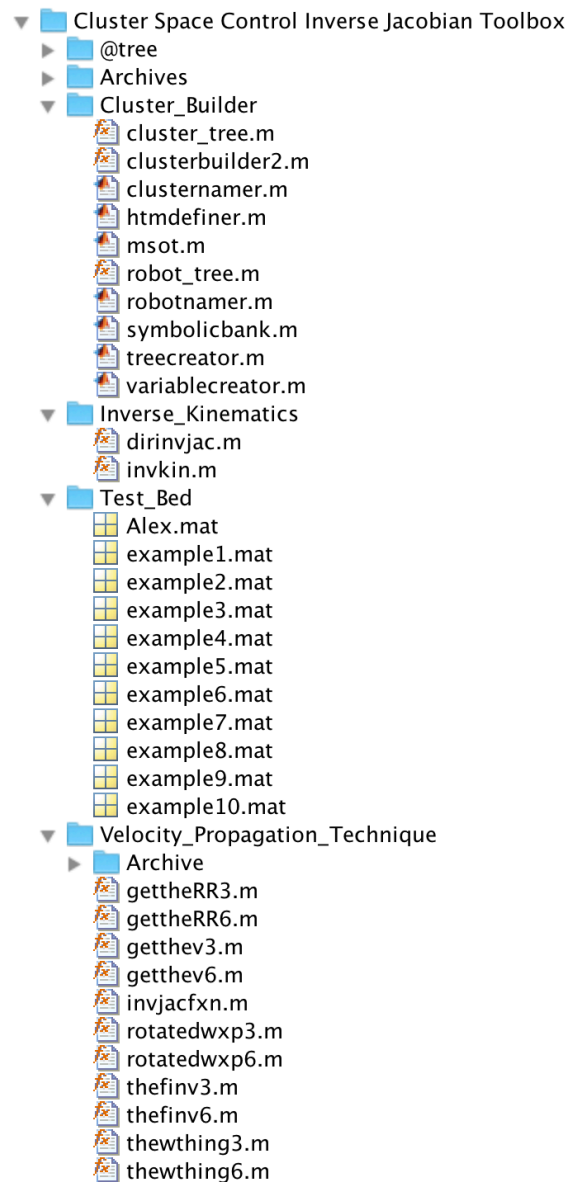 Cluster Space Control Inverse Jacobian Toolbox
@tree
Archives
Cluster_Builder
cluster_tree.m
clusterbuilder2.m
clusternamer.m
htmdefiner.m
msot.m
robot_tree.m
robotnamer.m
symbolicbank.m
treecreator.m
variablecreator.m
Inverse_Kinematics
dirinvjac.m
invkin.m
Test_Bed
Alex.mat
example1.mat
example2.mat
example3.mat
example4.mat
example5.mat
example6.mat
example7.mat
example8.mat
example9.mat
example10.mat
Velocity_Propagation_Technique
Archive
gettheRR3.m
gettheRR6.m
getthev3.m
getthev6.m
invjacfxn.m
rotatedwxp3.m
rotatedwxp6.m
thefinv3.m
thefinv6.m
thewthing3.m
thewthing6.m